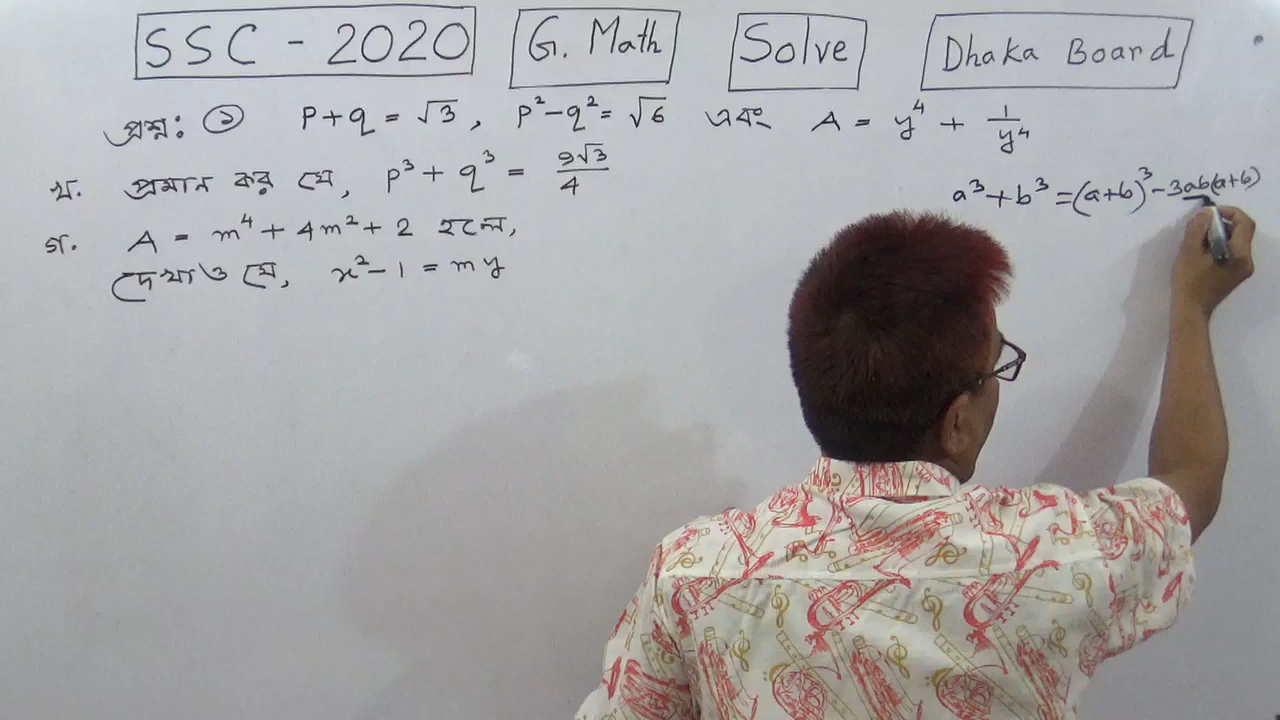 SSC - 2020 G. Math Solve Dhaka Board
প্রশ্ন: ১ p+q = √3, p²-q² = √6 এবং A = y⁴ + 1/y⁴
খ. প্রমান কর যে, p³ + q³ = 9√3/4
a³+b³ = (a+b)³ - 3ab(a+b)
গ. A = m⁴ + 4m² + 2 হলে,
দেখাও যে, x² - 1 = my